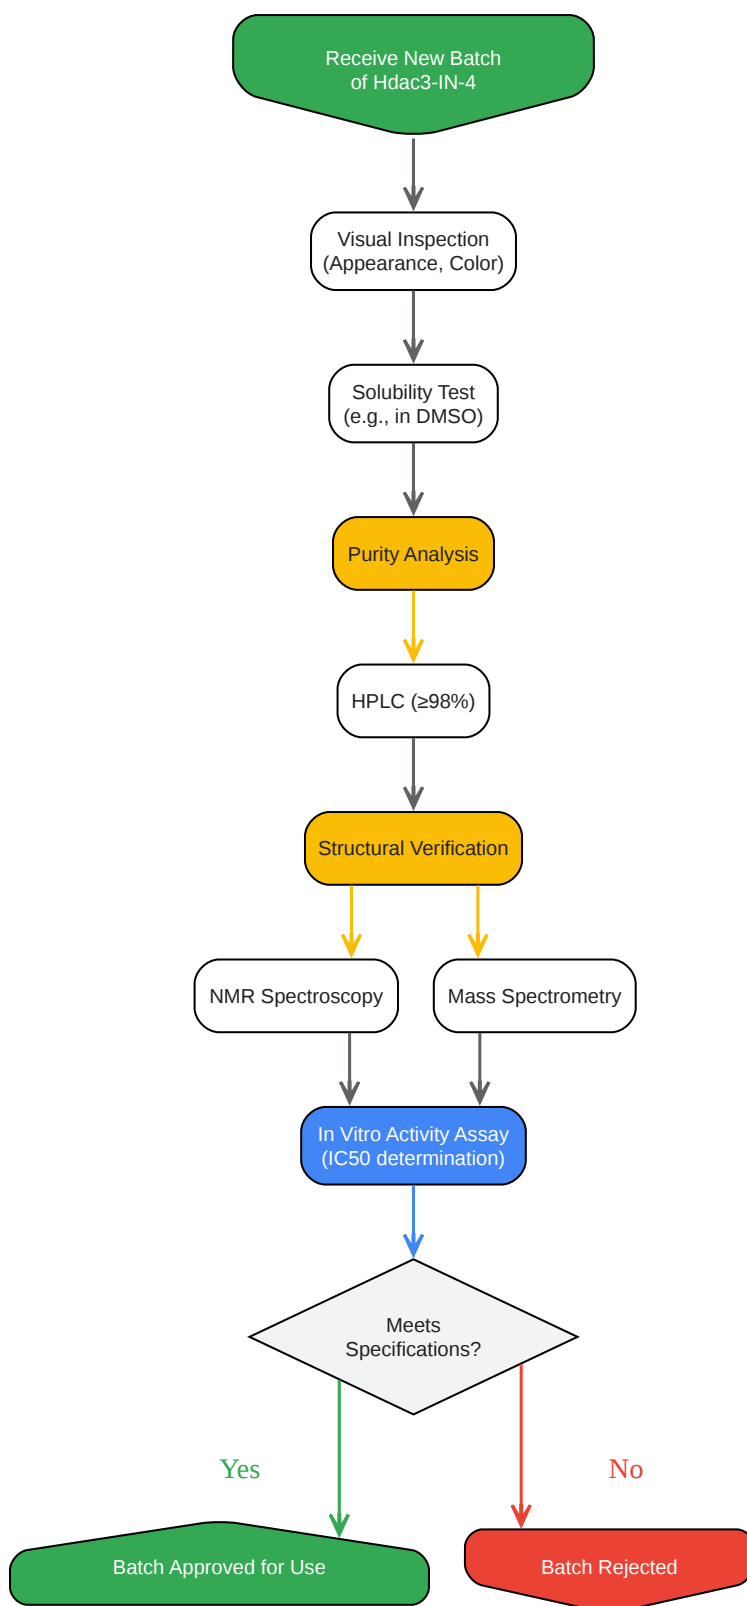 Receive New Batch
of Hdac3-IN-4
Visual Inspection
(Appearance, Color)
Solubility Test
(e.g., in DMSO)
Purity Analysis
HPLC (≥98%)
Structural Verification
NMR Spectroscopy
Mass Spectrometry
In Vitro Activity Assay
(IC50 determination)
Meets
Specifications?
Yes
No
Batch Approved for Use
Batch Rejected